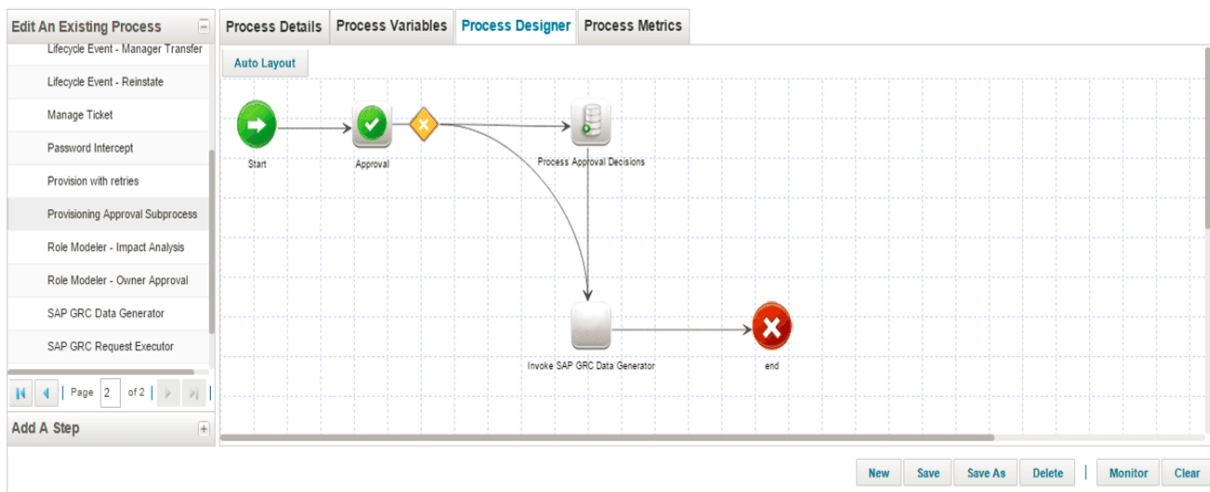 Edit An Existing Process
Lifecycle Event - Manager Transfer
Lifecycle Event - Reinstate
Manage Ticket
Password Intercept
Provision with retries
Provisioning Approval Subprocess
Role Modeler - Impact Analysis
Role Modeler - Owner Approval
SAP GRC Data Generator
SAP GRC Request Executor
Page 2 of 2
Add A Step
Process Details Process Variables Process Designer Process Metrics
Auto Layout
Start
Approval
Process Approval Decisions
Invoke SAP GRC Data Generator
end
New Save Save As Delete Monitor Clear